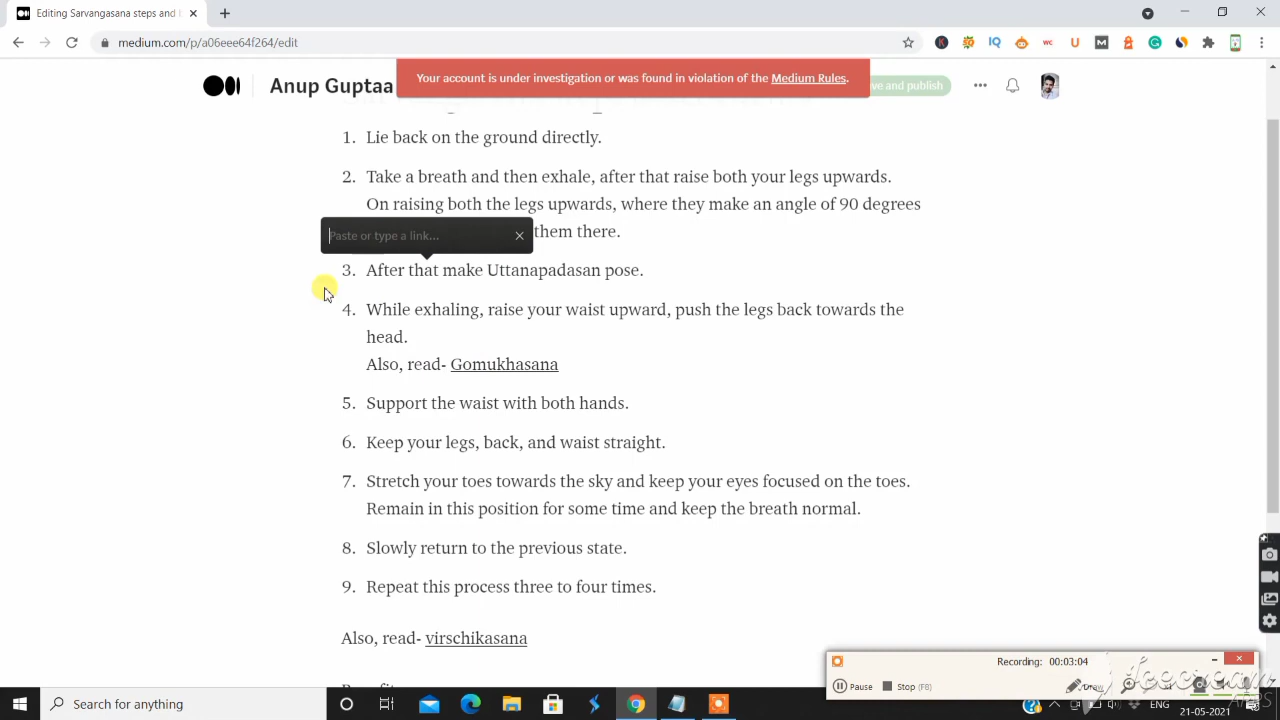 Editing Sarvangasana steps and
medium.com/p/a06eee64f264/edit
Anup Guptaa
Your account is under investigation or was found in violation of the Medium Rules.
ve and publish
1. Lie back on the ground directly.
2. Take a breath and then exhale, after that raise both your legs upwards.
On raising both the legs upwards, where they make an angle of 90 degrees
them there.
Paste or type a link...
3. After that make Uttanapadasan pose.
4. While exhaling, raise your waist upward, push the legs back towards the
head.
Also, read- Gomukhasana
5. Support the waist with both hands.
6. Keep your legs, back, and waist straight.
7. Stretch your toes towards the sky and keep your eyes focused on the toes.
Remain in this position for some time and keep the breath normal.
8. Slowly return to the previous state.
9. Repeat this process three to four times.
Also, read- virschikasana
Recording: 00:03:04
Pause Stop (F8) Draw
Search for anything
21-05-2021